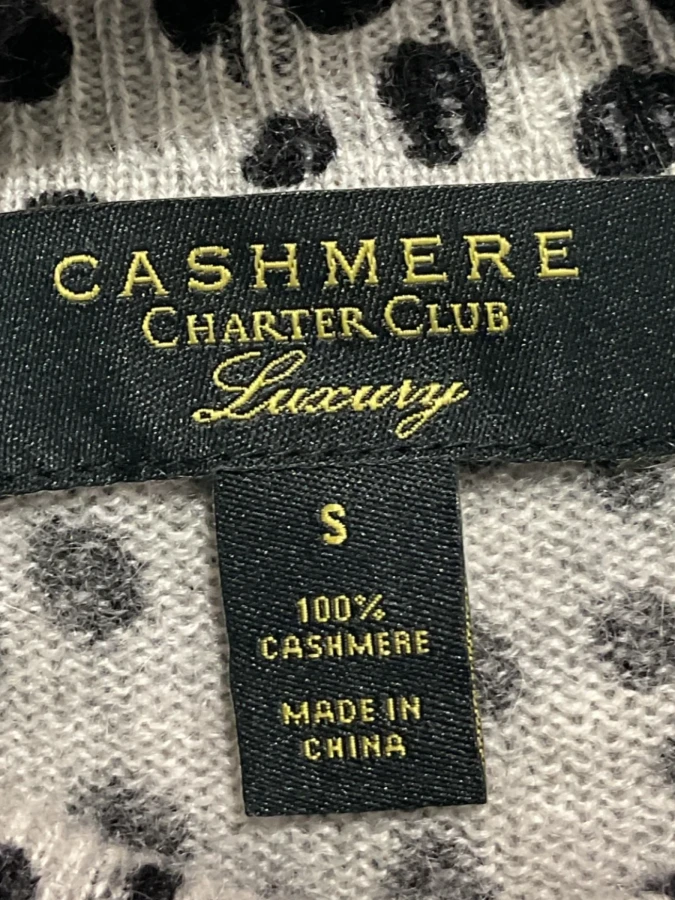 CASHMERE
CHARTER CLUB
Luxury
S
100%
CASHMERE
MADE IN
CHINA